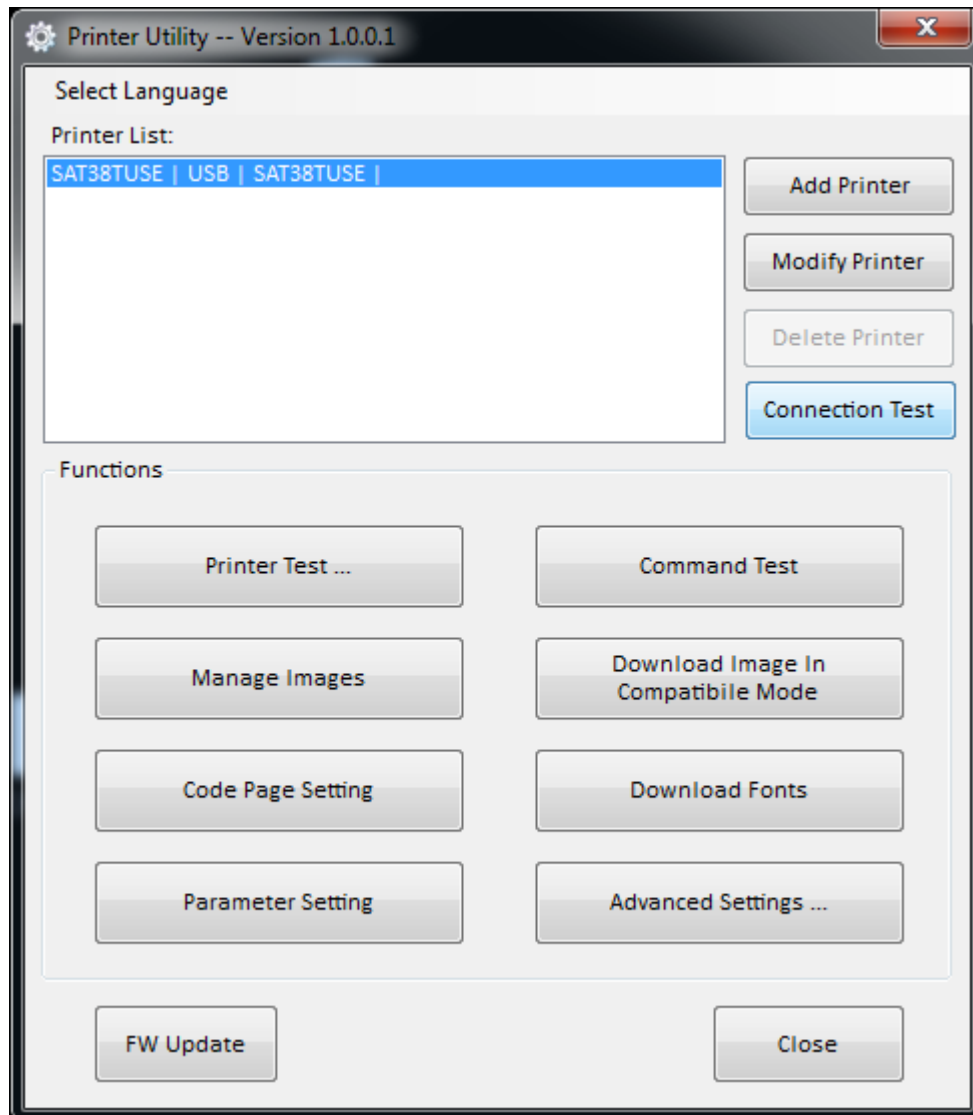 Printer Utility -- Version 1.0.0.1
Select Language
Printer List:
SAT38TUSE | USB | SAT38TUSE |
Add Printer
Modify Printer
Delete Printer
Connection Test
Functions
Printer Test ...
Command Test
Manage Images
Download Image In
Compatibile Mode
Code Page Setting
Download Fonts
Parameter Setting
Advanced Settings ...
FW Update
Close